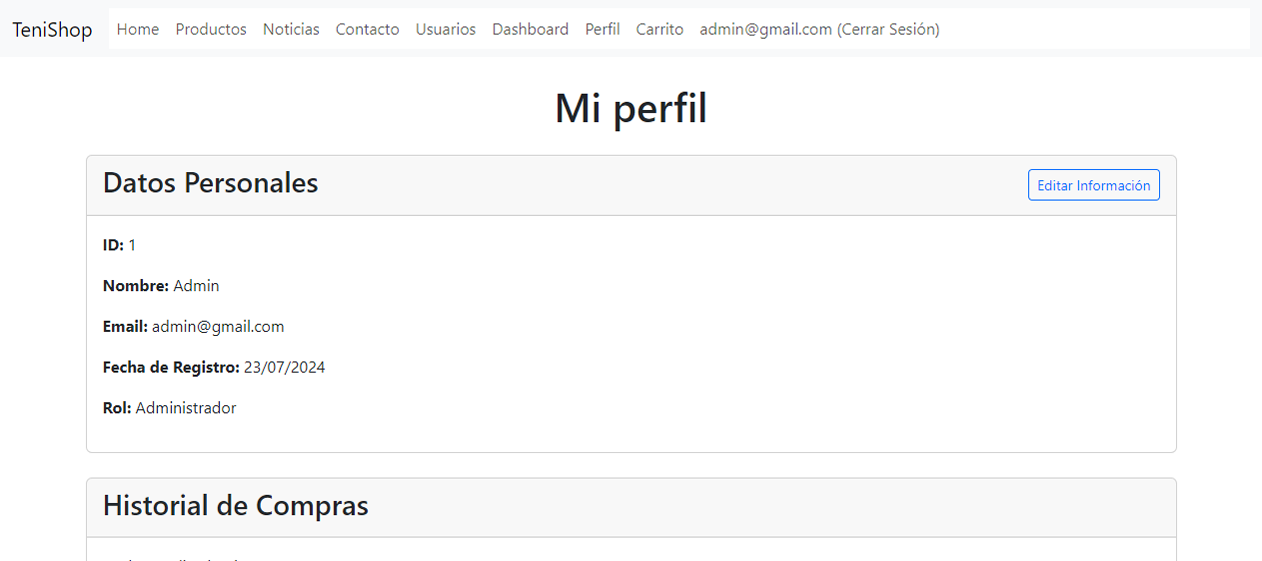 TeniShop Home Productos Noticias Contacto Usuarios Dashboard Perfil Carrito admin@gmail.com (Cerrar Sesión)
Mi perfil
Datos Personales Editar Información
ID: 1
Nombre: Admin
Email: admin@gmail.com
Fecha de Registro: 23/07/2024
Rol: Administrador
Historial de Compras